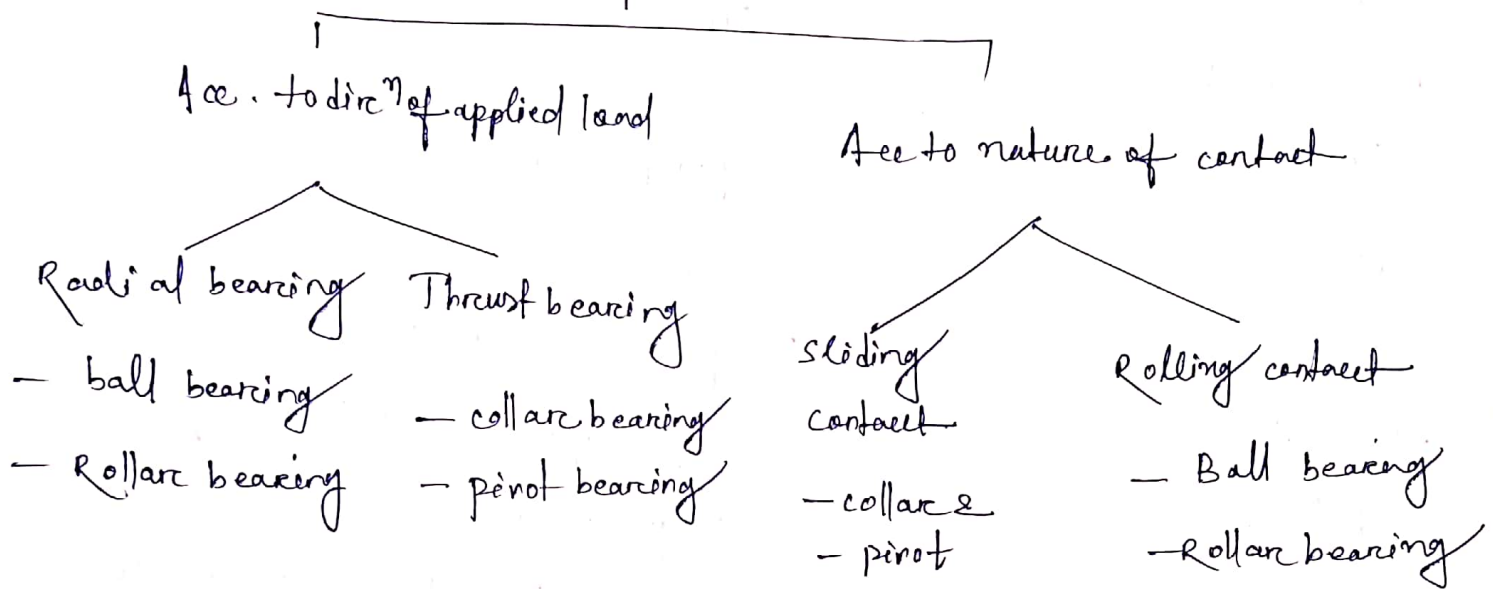 Acc. to dirⁿ of applied load
Acc to nature of contact
Radial bearing
- ball bearing
- Rollar bearing
Thrust bearing
- collar bearing
- pivot bearing
Sliding
contact
- collar &
- pivot
Rolling contact
- Ball bearing
- Rollar bearing